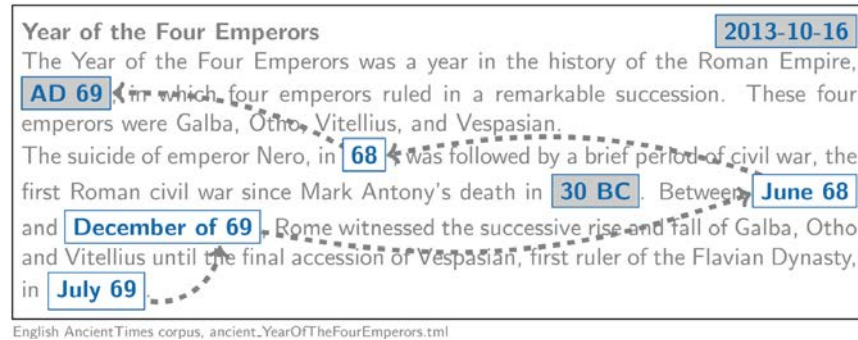 Year of the Four Emperors 2013-10-16
The Year of the Four Emperors was a year in the history of the Roman Empire,
AD 69, in which four emperors ruled in a remarkable succession. These four
emperors were Galba, Otho, Vitellius, and Vespasian.
The suicide of emperor Nero, in 68, was followed by a brief period of civil war, the
first Roman civil war since Mark Antony's death in 30 BC. Between June 68
and December of 69, Rome witnessed the successive rise and fall of Galba, Otho
and Vitellius until the final accession of Vespasian, first ruler of the Flavian Dynasty,
in July 69.
English AncientTimes corpus, ancient_YearOfTheFourEmperors.tml